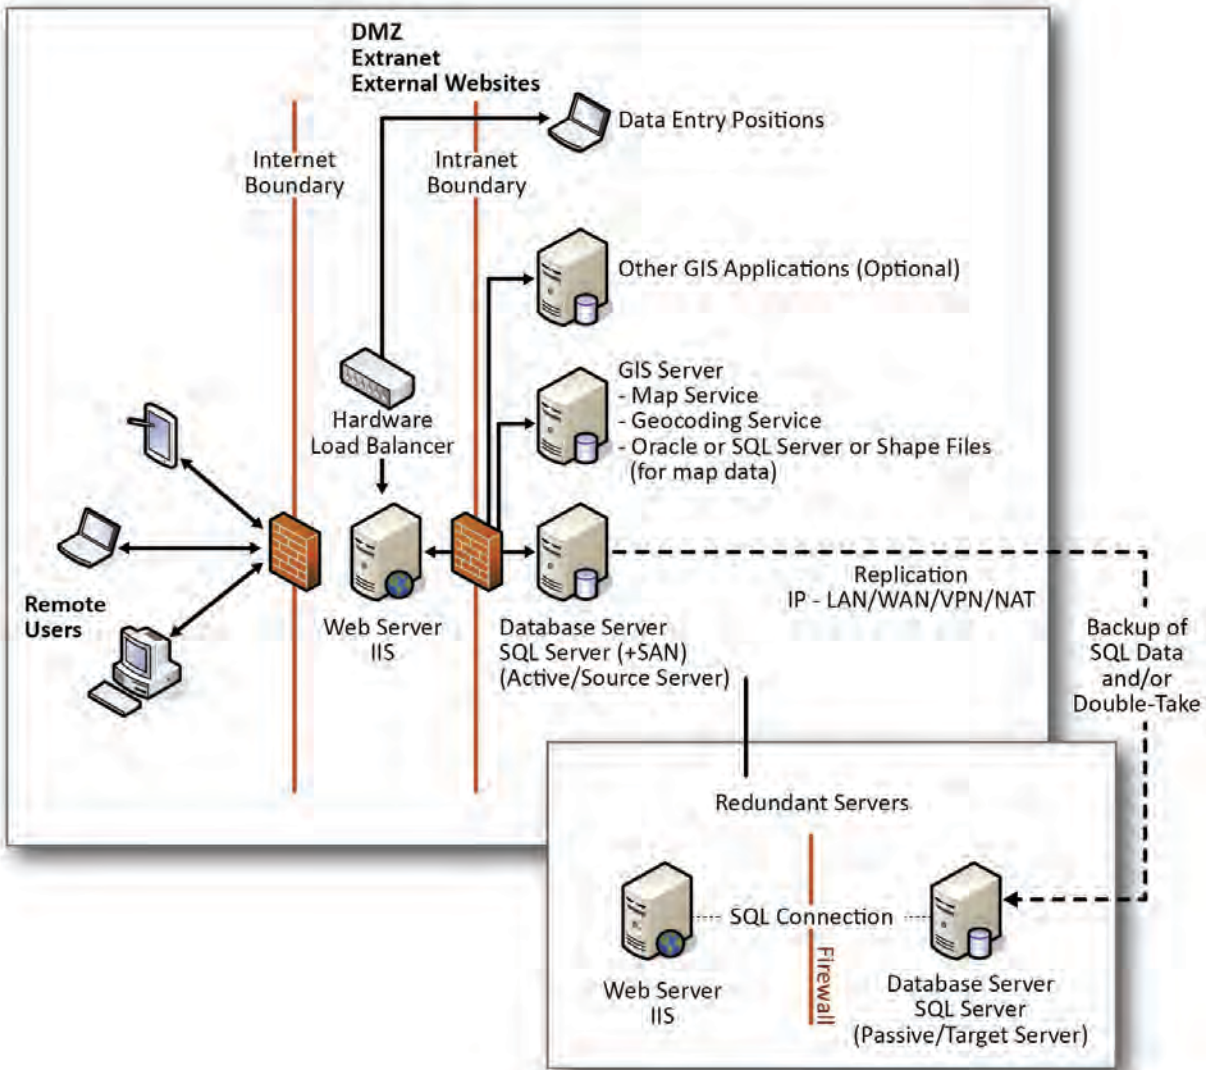 DMZ
Extranet
External Websites
Data Entry Positions
Internet
Boundary
Intranet
Boundary
Other GIS Applications (Optional)
GIS Server
- Map Service
- Geocoding Service
- Oracle or SQL Server or Shape Files
(for map data)
Hardware
Load Balancer
Remote
Users
Web Server
IIS
Database Server
SQL Server (+SAN)
(Active/Source Server)
Replication
IP - LAN/WAN/VPN/NAT
Backup of
SQL Data
and/or
Double-Take
Redundant Servers
SQL Connection
Firewall
Web Server
IIS
Database Server
SQL Server
(Passive/Target Server)